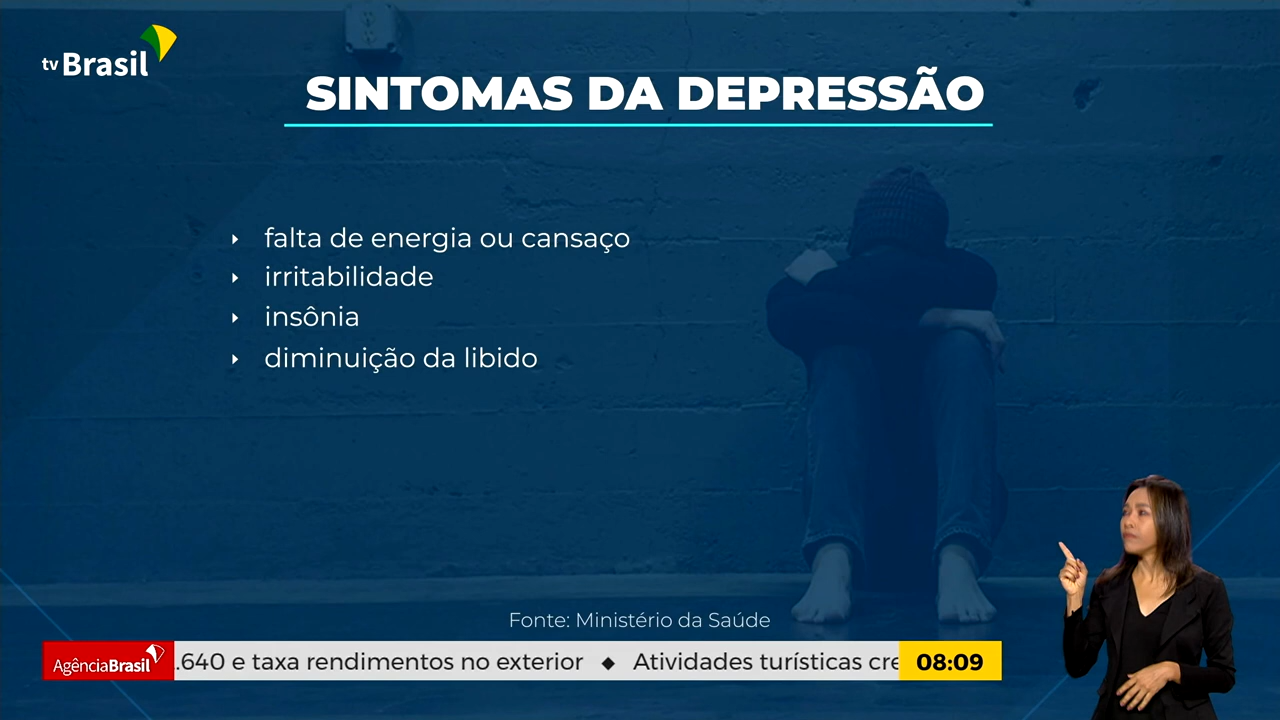 tv Brasil
SINTOMAS DA DEPRESSÃO
falta de energia ou cansaço
irritabilidade
insônia
diminuição da libido
Fonte: Ministério da Saúde
AgênciaBrasil .640 e taxa rendimentos no exterior ◆ Atividades turísticas cre 08:09